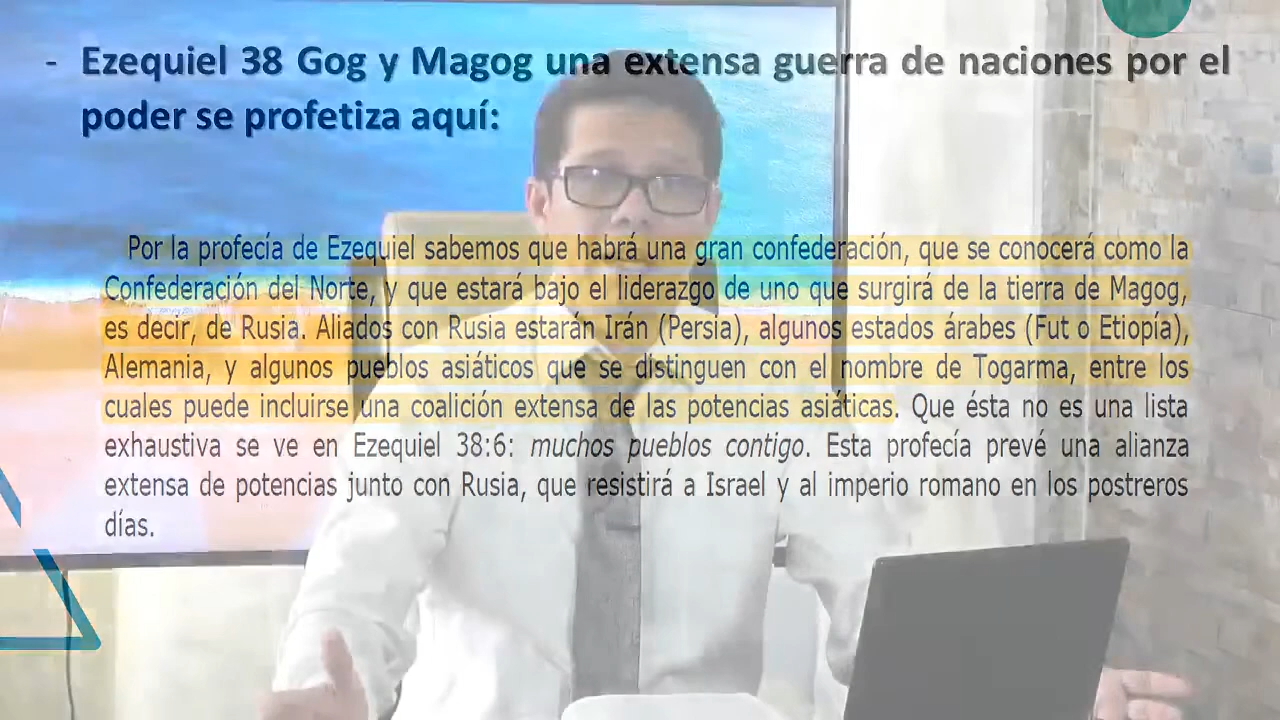 - Ezequiel 38 Gog y Magog una extensa guerra de naciones por el
poder se profetiza aquí:
Por la profecía de Ezequiel sabemos que habrá una gran confederación, que se conocerá como la
Confederación del Norte, y que estará bajo el liderazgo de uno que surgirá de la tierra de Magog,
es decir, de Rusia. Aliados con Rusia estarán Irán (Persia), algunos estados árabes (Fut o Etiopía),
Alemania, y algunos pueblos asiáticos que se distinguen con el nombre de Togarma, entre los
cuales puede incluirse una coalición extensa de las potencias asiáticas. Que ésta no es una lista
exhaustiva se ve en Ezequiel 38:6: muchos pueblos contigo. Esta profecía prevé una alianza
extensa de potencias junto con Rusia, que resistirá a Israel y al imperio romano en los postreros
días.